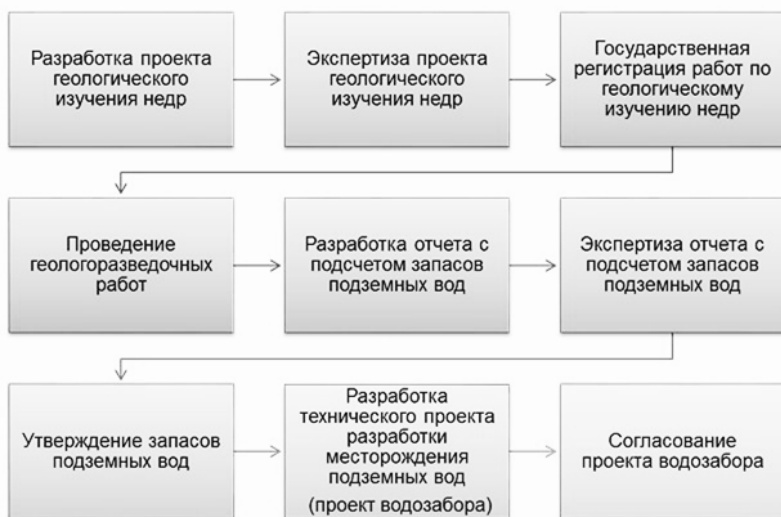 Разработка проекта
геологического
изучения недр
Экспертиза проекта
геологического
изучения недр
Государственная
регистрация работ по
геологическому
изучению недр
Проведение
геологоразведочных
работ
Разработка отчета с
подсчетом запасов
подземных вод
Экспертиза отчета с
подсчетом запасов
подземных вод
Утверждение запасов
подземных вод
Разработка
технического проекта
разработки
месторождения
подземных вод
(проект водозабора)
Согласование
проекта водозабора